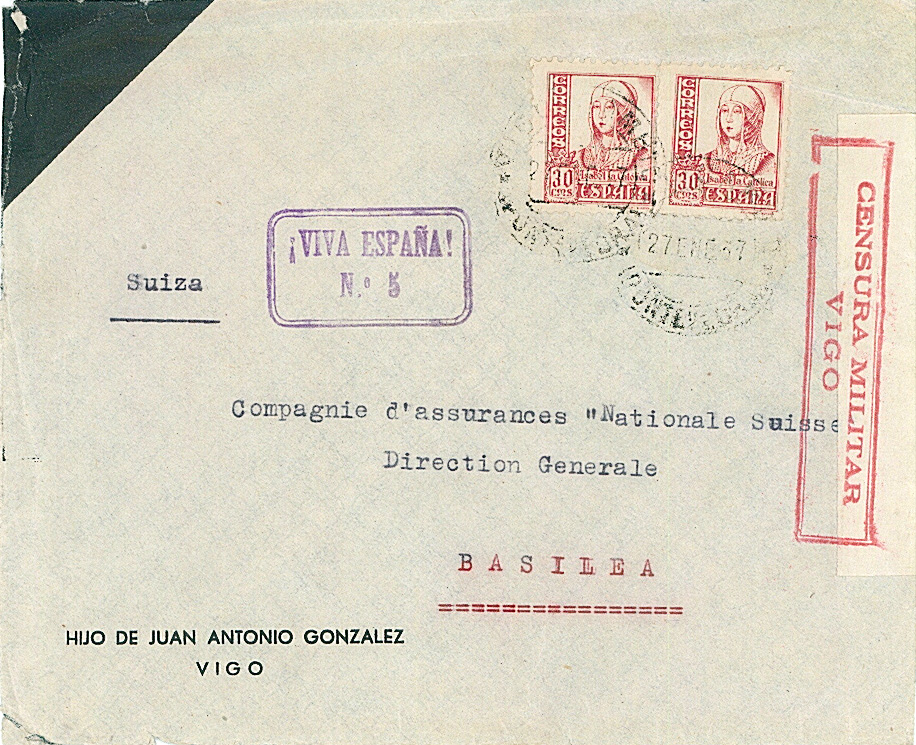 CORREOS
30
CTS
Isabel la Católica
ESPAÑA
CORREOS
30
CTS
Isabel la Católica
ESPAÑA
27 ENE 37
PONTEVEDRA
¡VIVA ESPAÑA!
N.º 5
Suiza
CENSURA MILITAR
VIGO
Compagnie d'assurances "Nationale Suisse
Direction Generale
BASILEA
HIJO DE JUAN ANTONIO GONZALEZ
VIGO